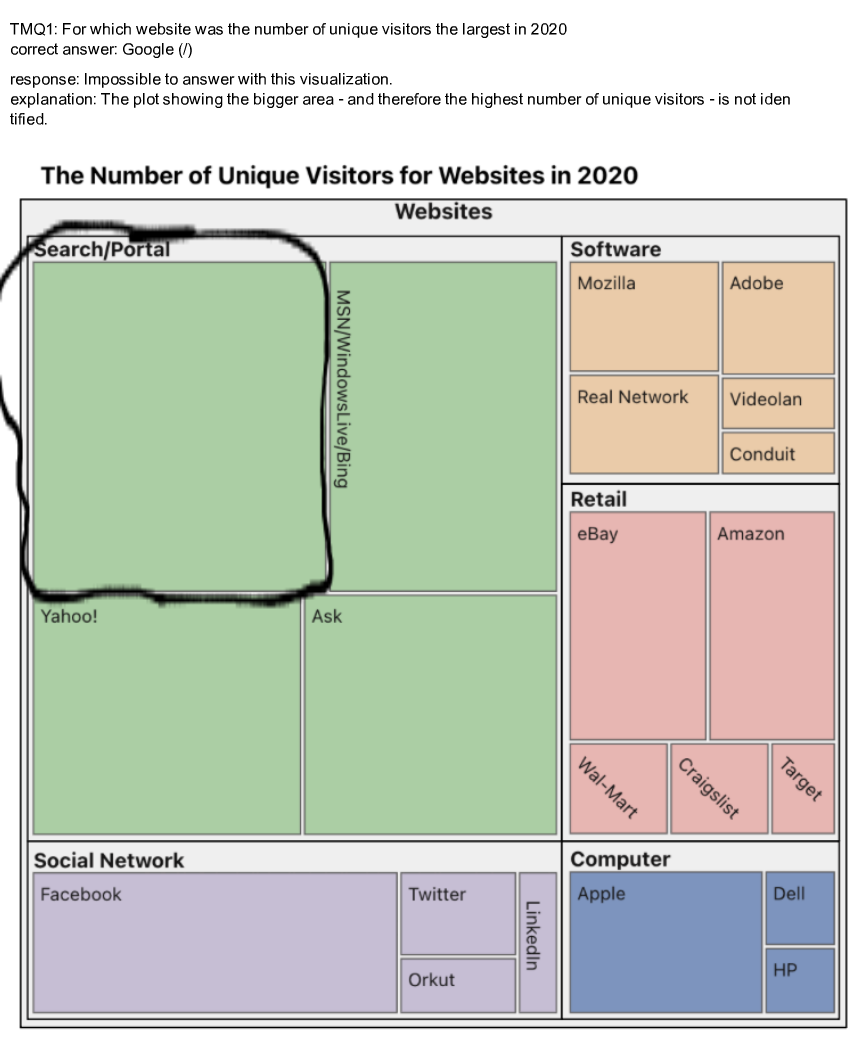 TMQ1: For which website was the number of unique visitors the largest in 2020
correct answer: Google (/)
response: Impossible to answer with this visualization.
explanation: The plot showing the bigger area - and therefore the highest number of unique visitors - is not iden
tified.
The Number of Unique Visitors for Websites in 2020
Websites
Search/Portal
MSN/WindowsLive/Bing
Yahoo!
Ask
Software
Mozilla
Adobe
Real Network
Videolan
Conduit
Retail
eBay
Amazon
Wal-Mart
Craigslist
Target
Social Network
Facebook
Twitter
Orkut
LinkedIn
Computer
Apple
Dell
HP